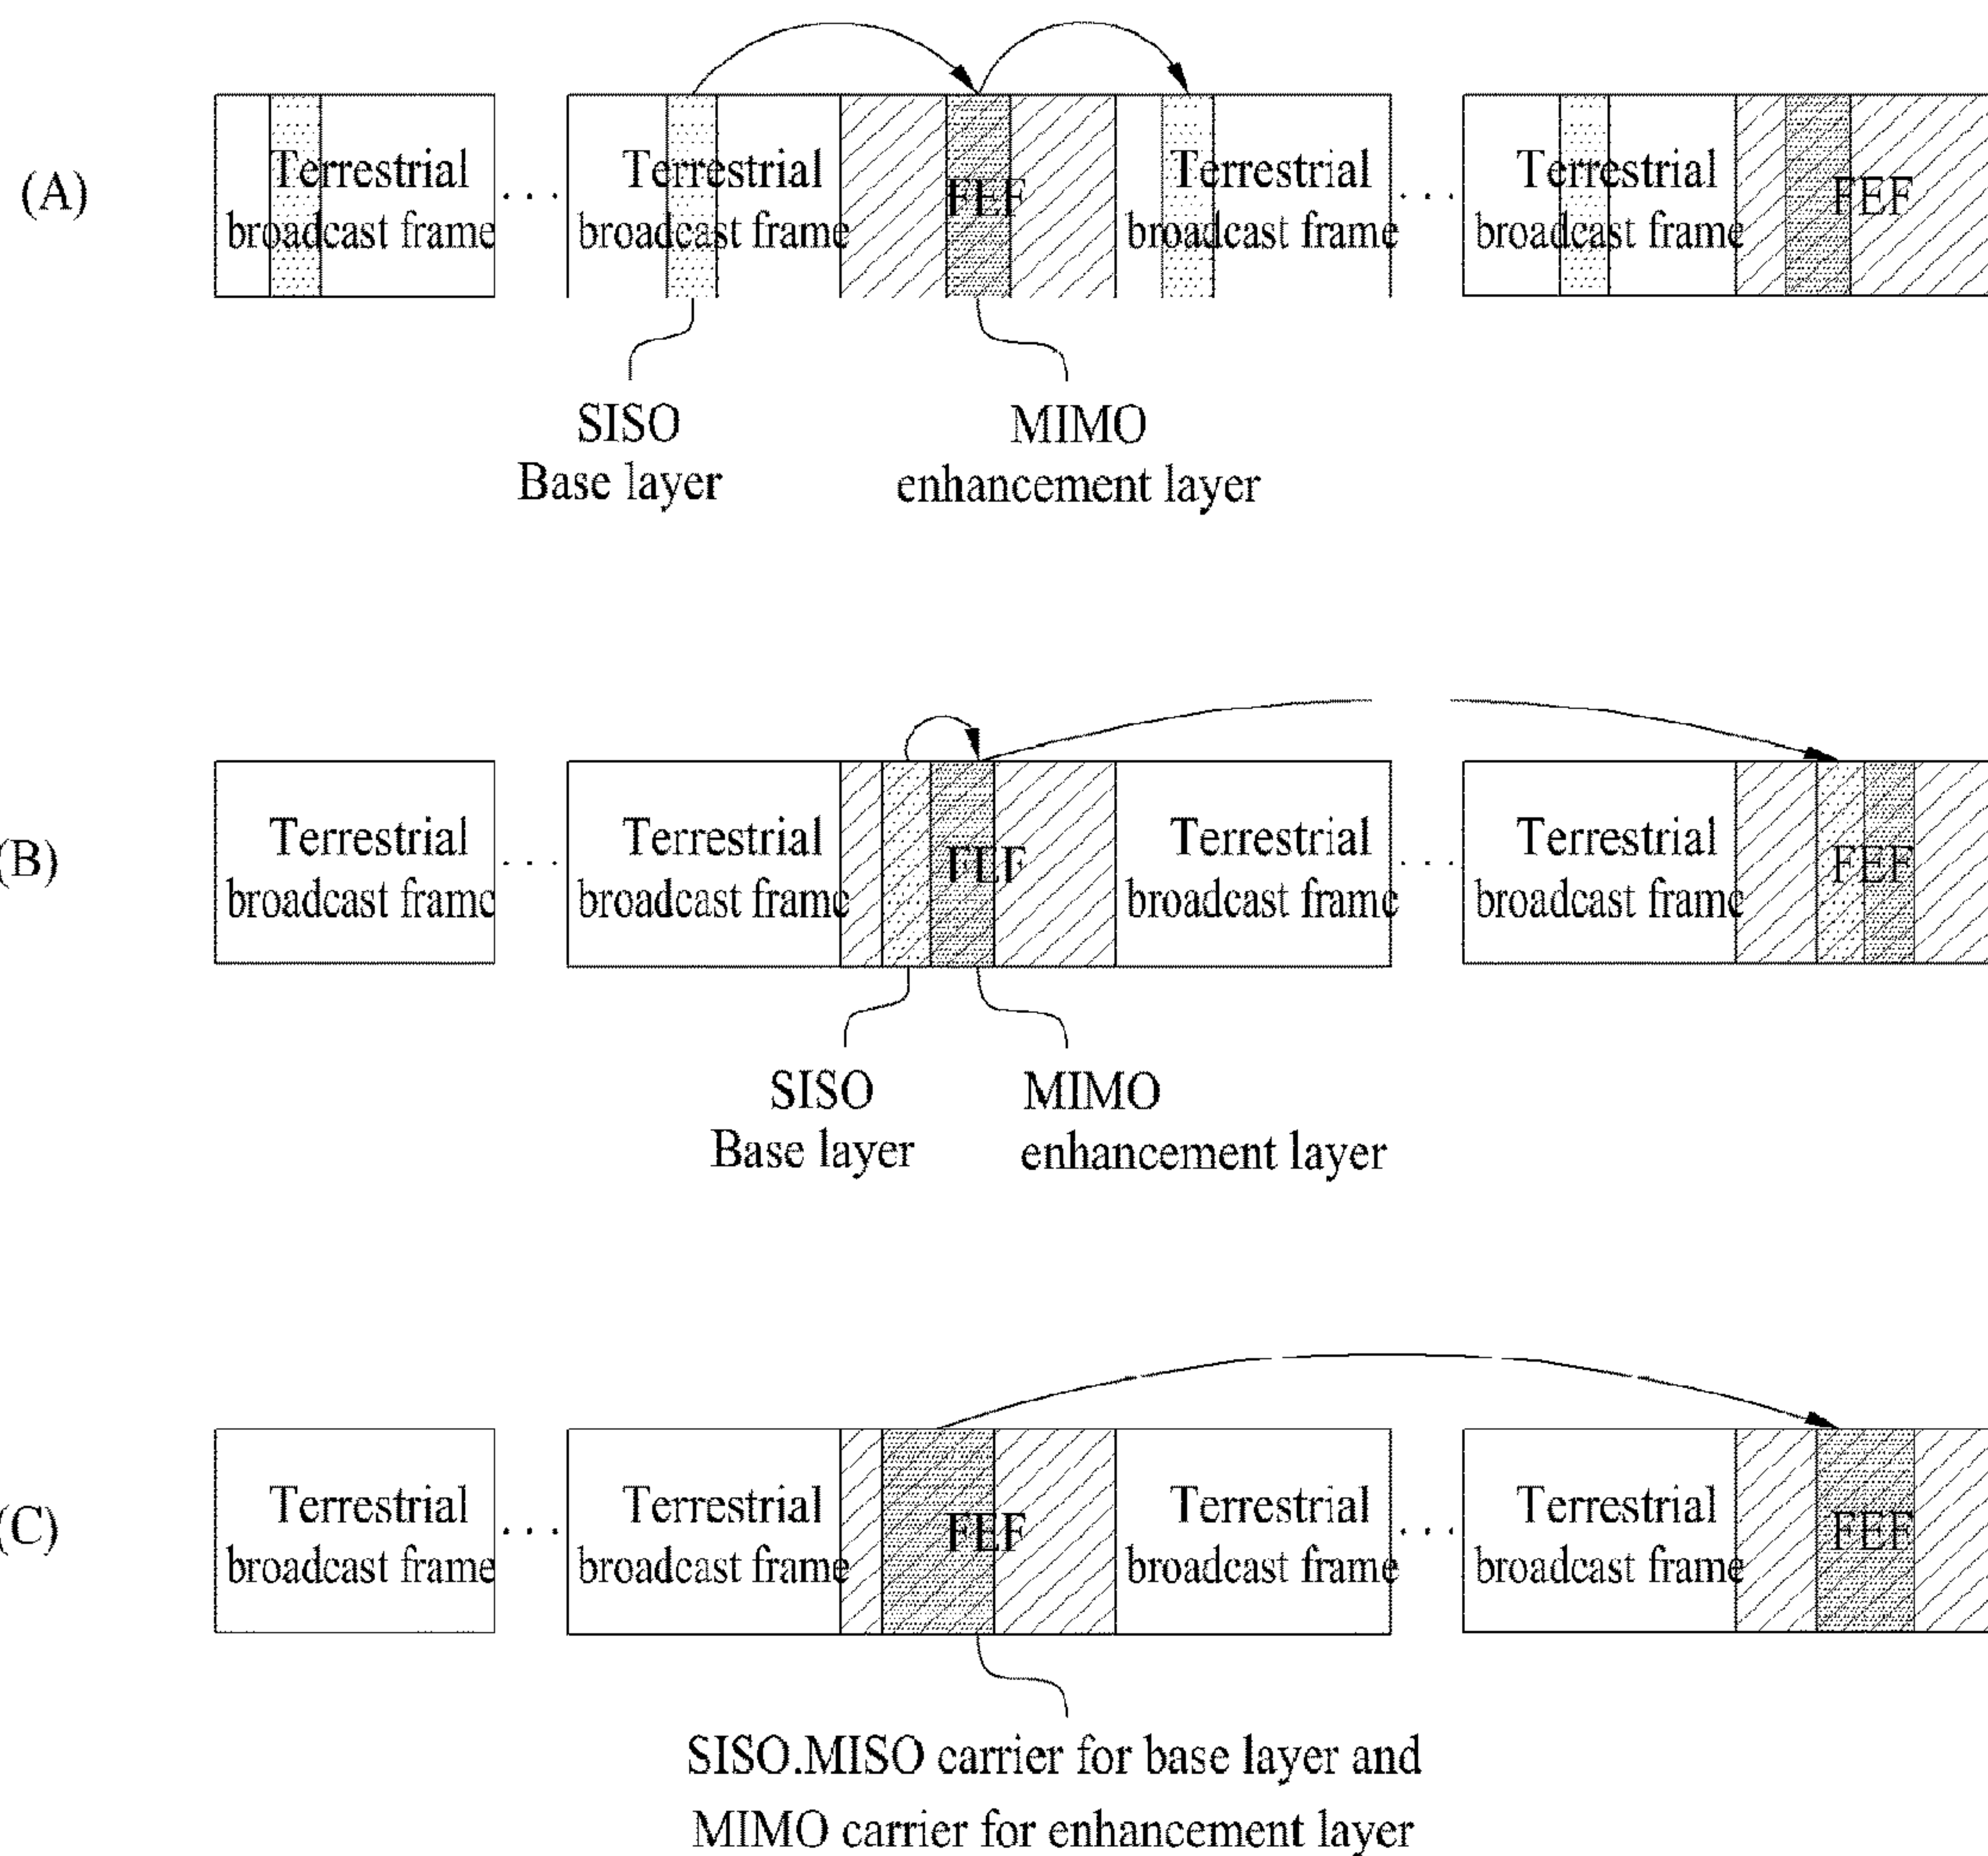 (A)
Terrestrial
broadcast frame
. . .
Terrestrial
broadcast frame
FEF
Terrestrial
broadcast frame
. . .
Terrestrial
broadcast frame
FEF
SISO
Base layer
MIMO
enhancement layer
(B)
Terrestrial
broadcast frame
. . .
Terrestrial
broadcast frame
FEF
Terrestrial
broadcast frame
. . .
Terrestrial
broadcast frame
FEF
SISO
Base layer
MIMO
enhancement layer
(C)
Terrestrial
broadcast frame
. . .
Terrestrial
broadcast frame
FEF
Terrestrial
broadcast frame
. . .
Terrestrial
broadcast frame
FEF
SISO.MISO carrier for base layer and
MIMO carrier for enhancement layer